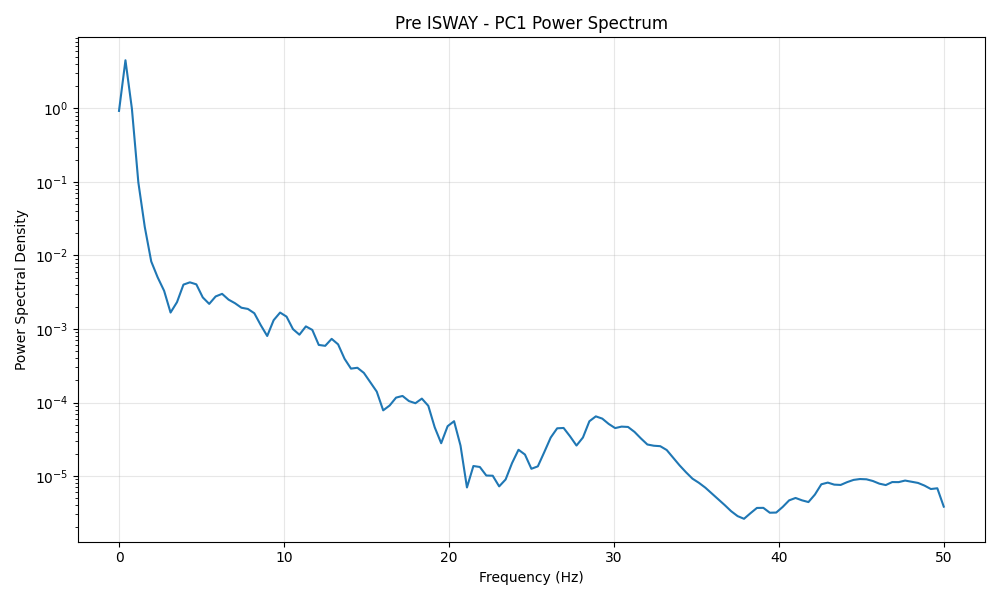 Pre ISWAY - PC1 Power Spectrum
Power Spectral Density
10⁰
10⁻¹
10⁻²
10⁻³
10⁻⁴
10⁻⁵
0 10 20 30 40 50
Frequency (Hz)